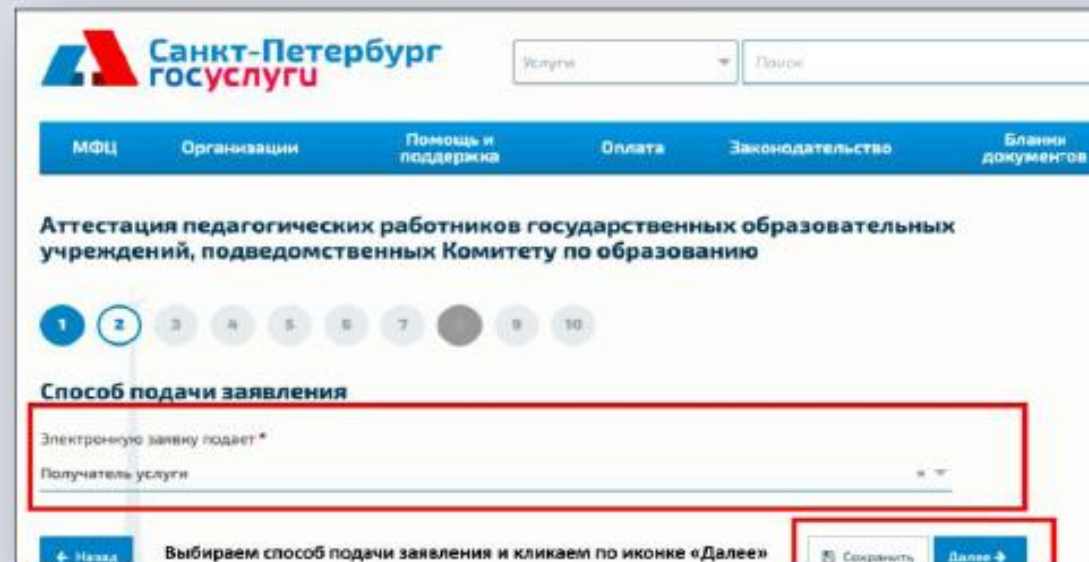 Санкт-Петербург
госуслуги
Услуги
Поиск
МФЦ
Организации
Помощь и
поддержка
Оплата
Законодательство
Бланки
документов
Аттестация педагогических работников государственных образовательных
учреждений, подведомственных Комитету по образованию
1 2 3 4 5 6 7 8 9 10
Способ подачи заявления
Электронную заявку подает *
Получатель услуги
← Назад
Выбираем способ подачи заявления и кликаем по иконке «Далее»
Сохранить
Далее →